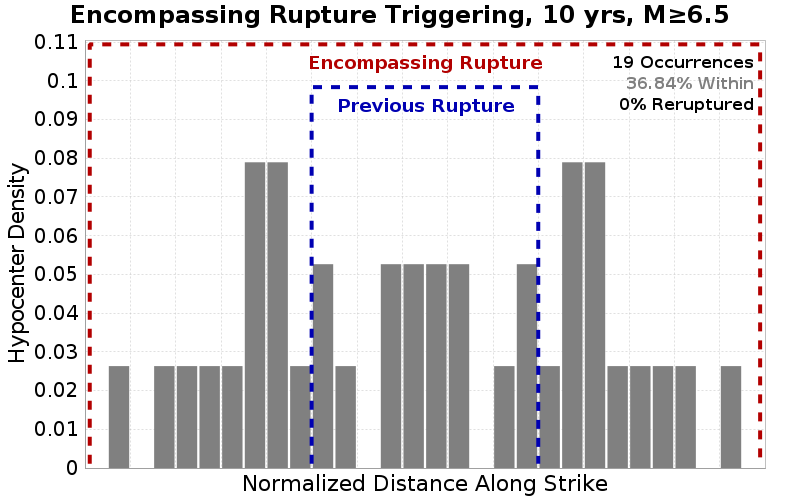 Encompassing Rupture Triggering, 10 yrs, M≥6.5
0.11
0.1
0.09
0.08
0.07
0.06
0.05
0.04
0.03
0.02
0.01
0
Hypocenter Density
Encompassing Rupture
Previous Rupture
19 Occurrences
36.84% Within
0% Reruptured
Normalized Distance Along Strike